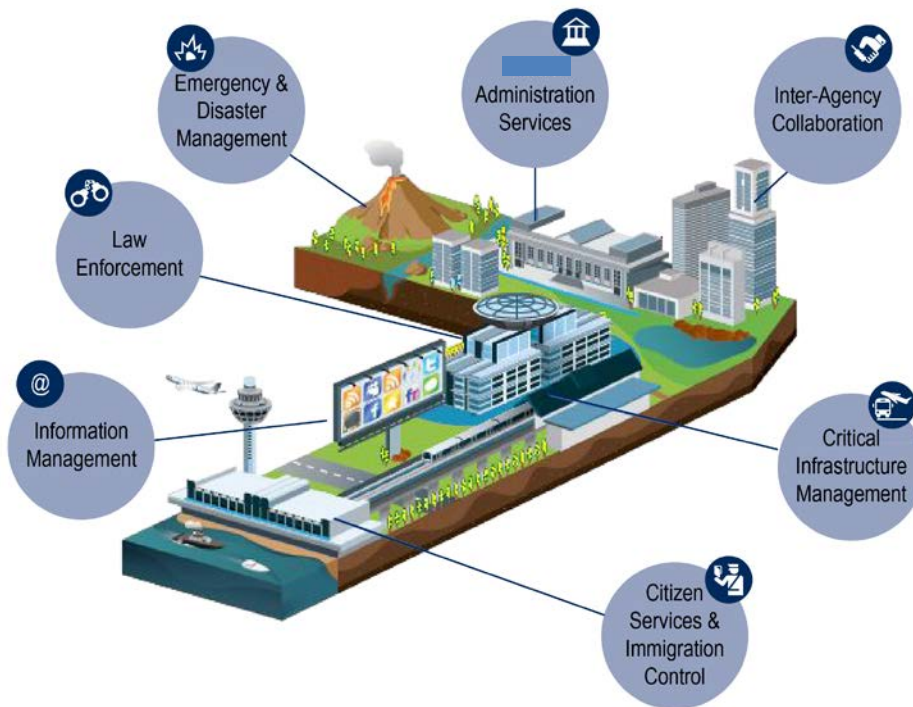 Emergency &
Disaster
Management
Administration
Services
Inter-Agency
Collaboration
Law
Enforcement
@
Information
Management
Critical
Infrastructure
Management
Citizen
Services &
Immigration
Control